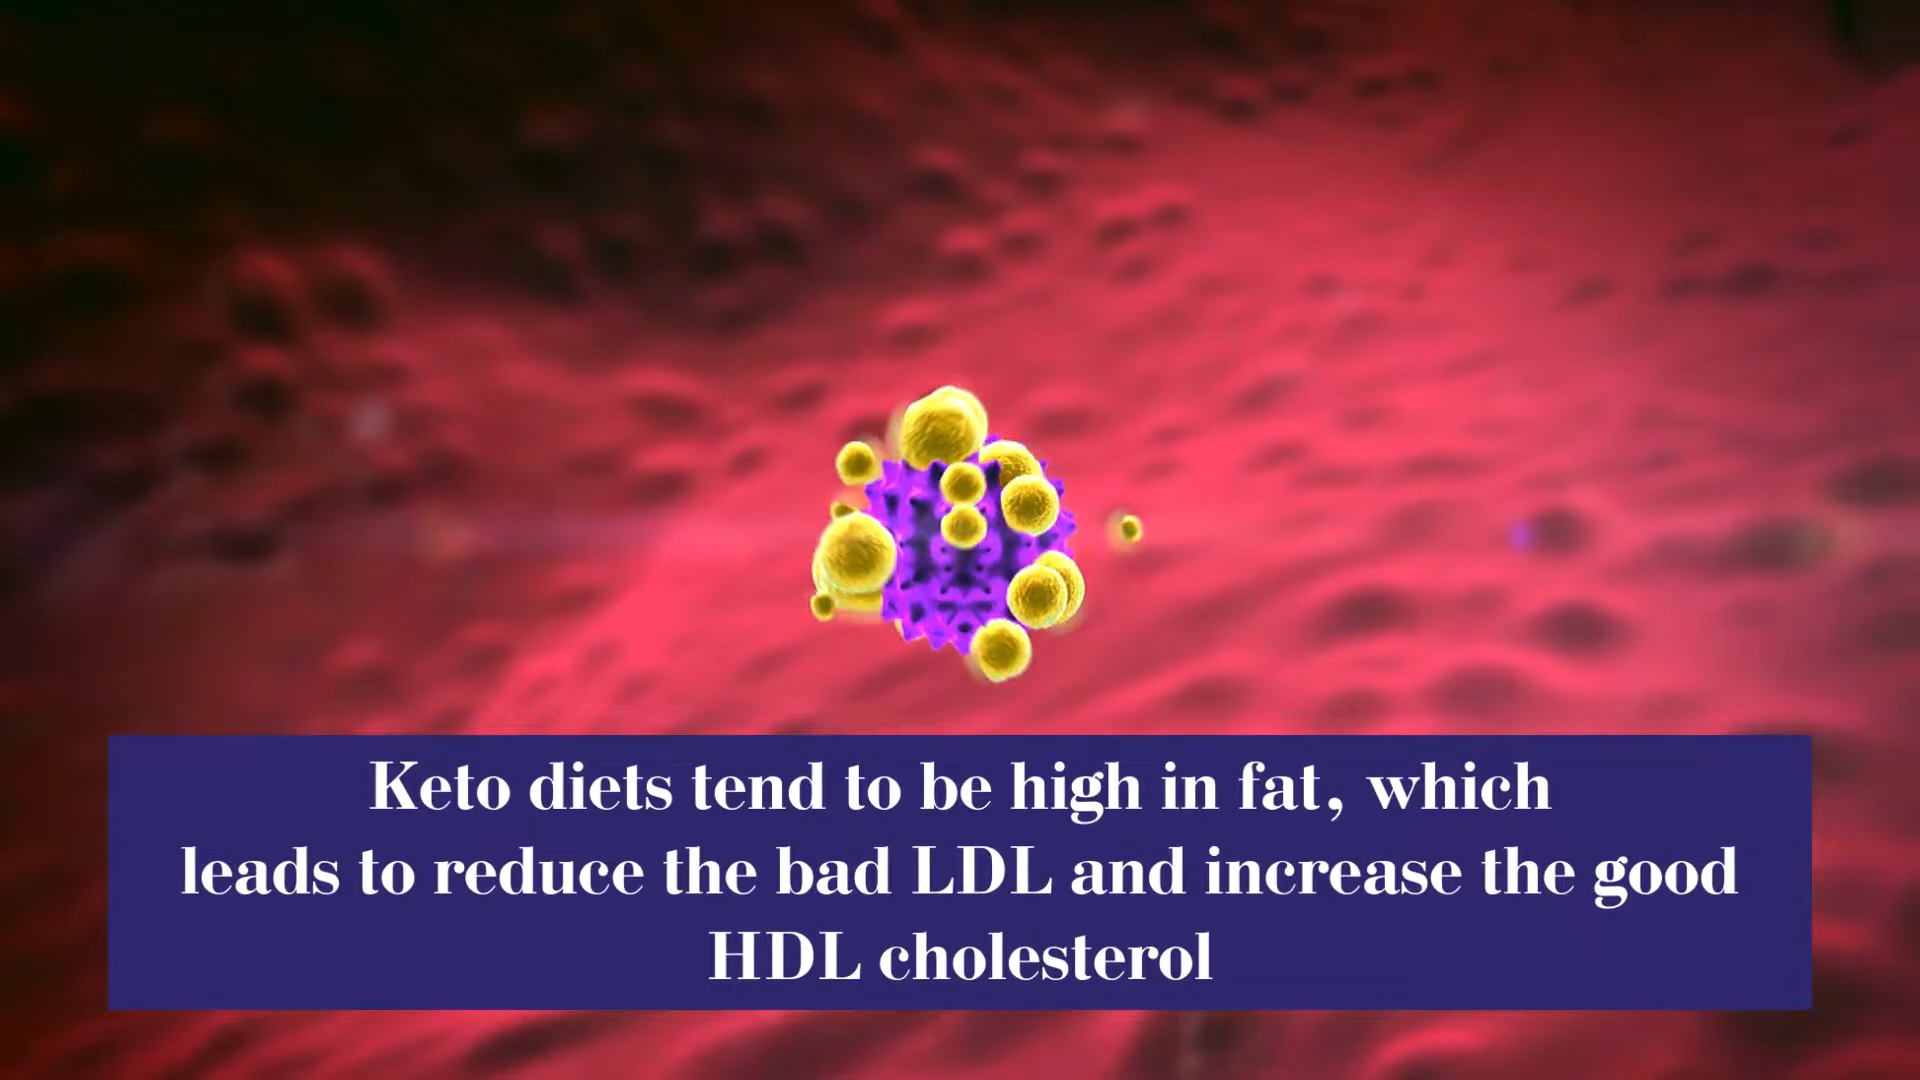 Keto diets tend to be high in fat, which
leads to reduce the bad LDL and increase the good
HDL cholesterol